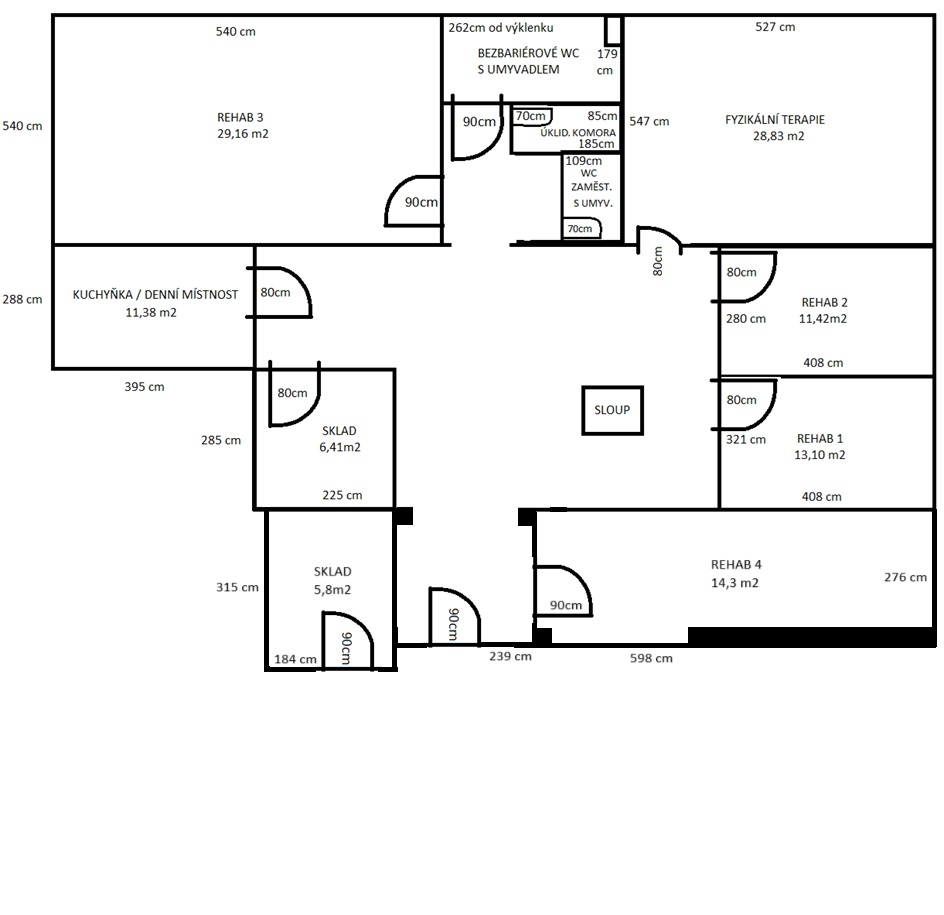 540 cm
262cm od výklenku
527 cm
BEZBARIÉROVÉ WC
S UMYVADLEM
179
cm
540 cm
REHAB 3
29,16 m2
90cm
70cm
85cm
ÚKLID. KOMORA
185cm
547 cm
FYZIKÁLNÍ TERAPIE
28,83 m2
109cm
WC
ZAMĚST.
S UMYV.
70cm
90cm
80cm
288 cm
KUCHYŇKA / DENNÍ MÍSTNOST
11,38 m2
80cm
80cm
REHAB 2
11,42m2
280 cm
408 cm
395 cm
80cm
285 cm
SKLAD
6,41m2
225 cm
SLOUP
80cm
321 cm
REHAB 1
13,10 m2
408 cm
315 cm
SKLAD
5,8m2
90cm
184 cm
90cm
239 cm
90cm
REHAB 4
14,3 m2
276 cm
598 cm